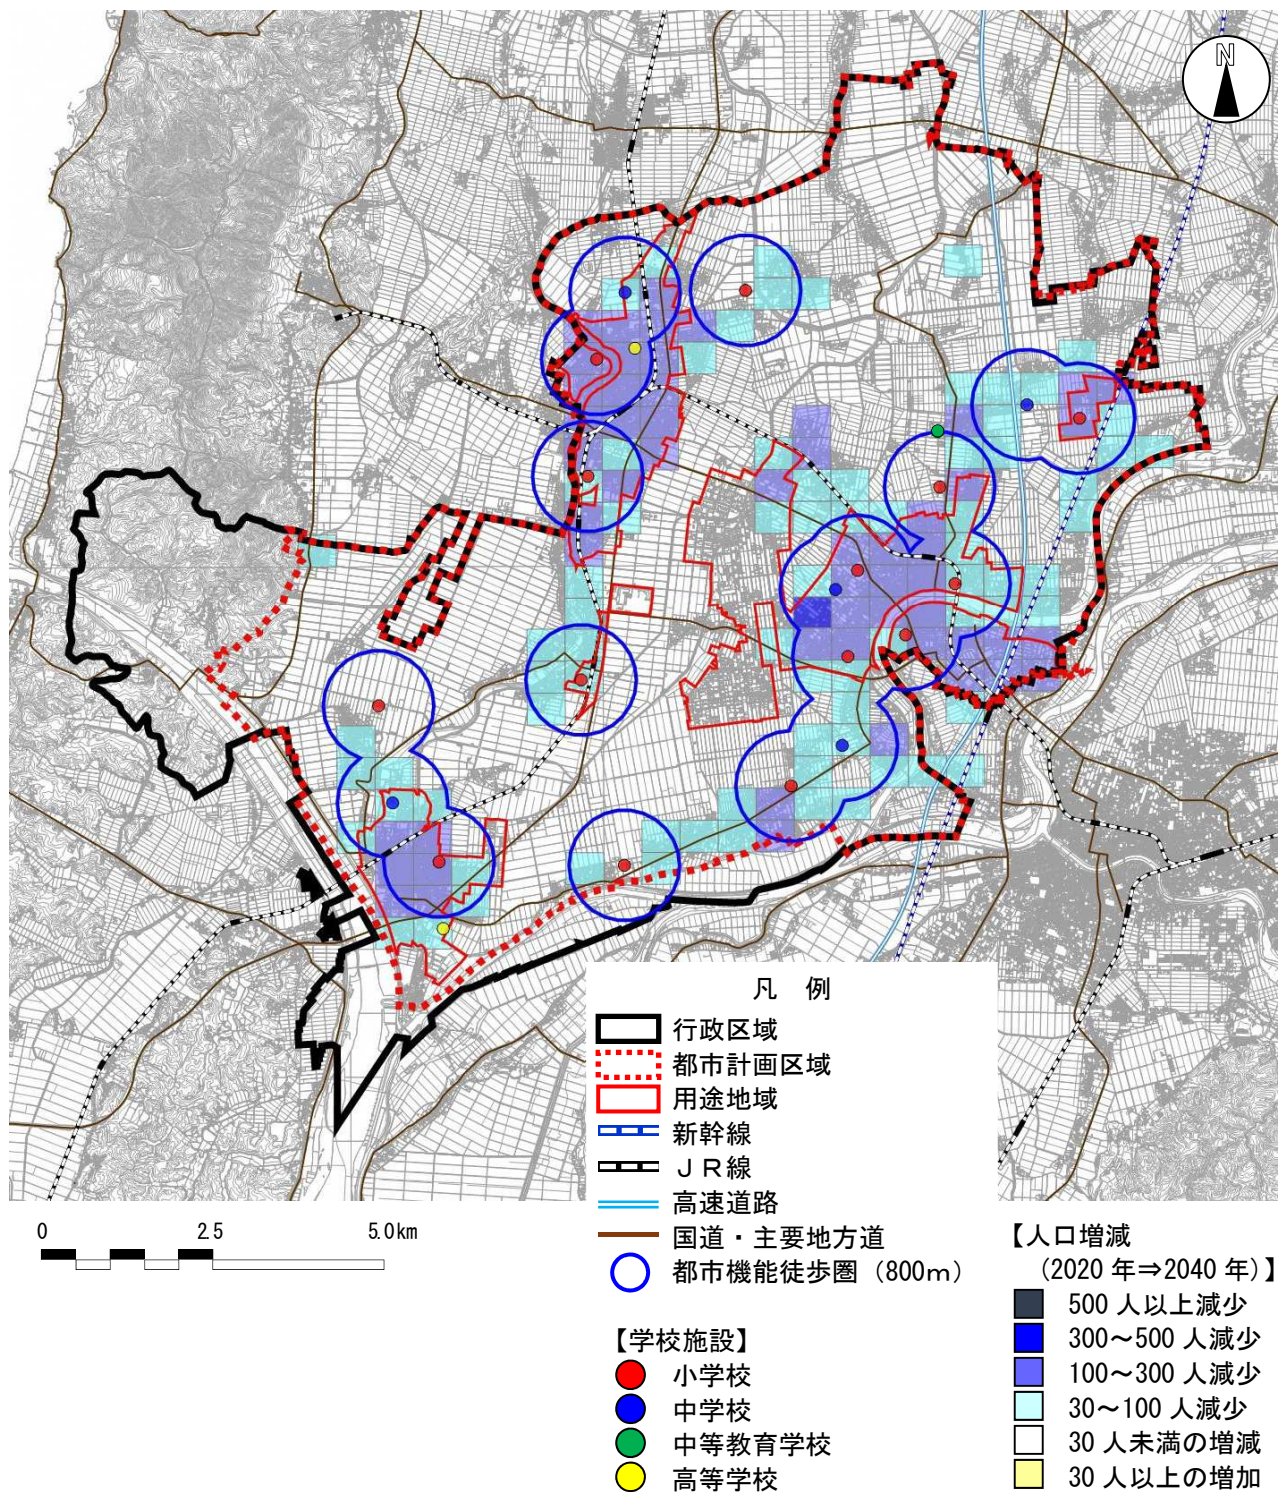 N
凡 例
行政区域
都市計画区域
用途地域
新幹線
ＪＲ線
高速道路
国道・主要地方道
都市機能徒歩圏（800ｍ）
【学校施設】
小学校
中学校
中等教育学校
高等学校
0 2.5 5.0km
【人口増減
（2020 年⇒2040 年）】
500 人以上減少
300～500 人減少
100～300 人減少
30～100 人減少
30 人未満の増減
30 人以上の増加